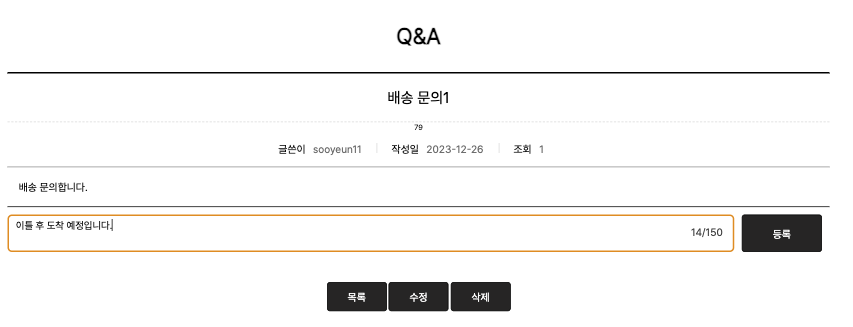 Q&A
배송 문의1
79
글쓴이 sooyeun11 작성일 2023-12-26 조회 1
배송 문의합니다.
이틀 후 도착 예정입니다.
14/150
등록
목록 수정 삭제